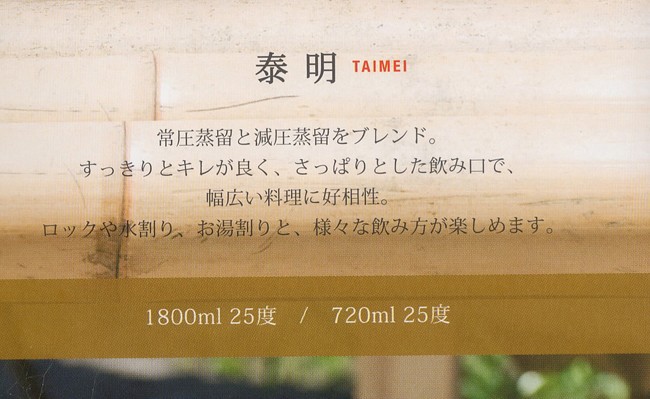 泰明 TAIMEI
常圧蒸留と減圧蒸留をブレンド。
すっきりとキレが良く、さっぱりとした飲み口で、
幅広い料理に好相性。
ロックや水割り、お湯割りと、様々な飲み方が楽しめます。
1800ml 25度 / 720ml 25度